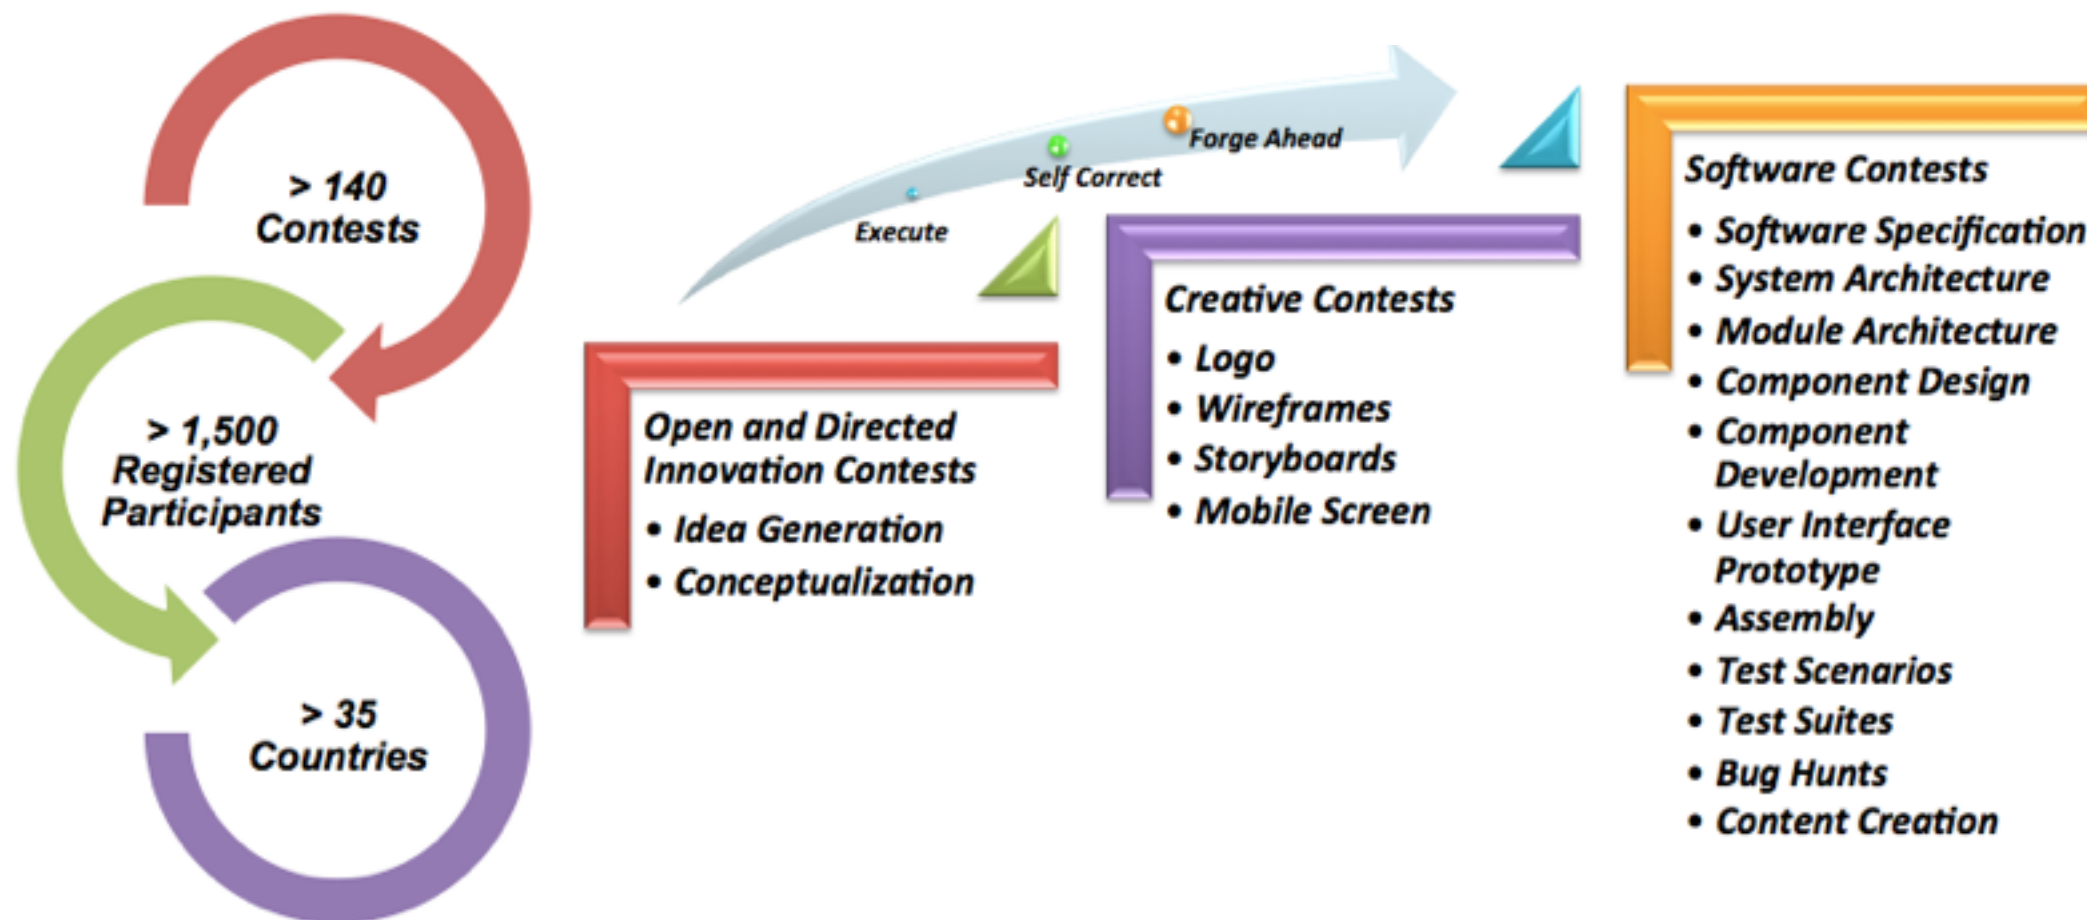 > 140
Contests
> 1,500
Registered
Participants
> 35
Countries
Execute
Self Correct
Forge Ahead
Open and Directed
Innovation Contests
• Idea Generation
• Conceptualization
Creative Contests
• Logo
• Wireframes
• Storyboards
• Mobile Screen
Software Contests
• Software Specification
• System Architecture
• Module Architecture
• Component Design
• Component
Development
• User Interface
Prototype
• Assembly
• Test Scenarios
• Test Suites
• Bug Hunts
• Content Creation